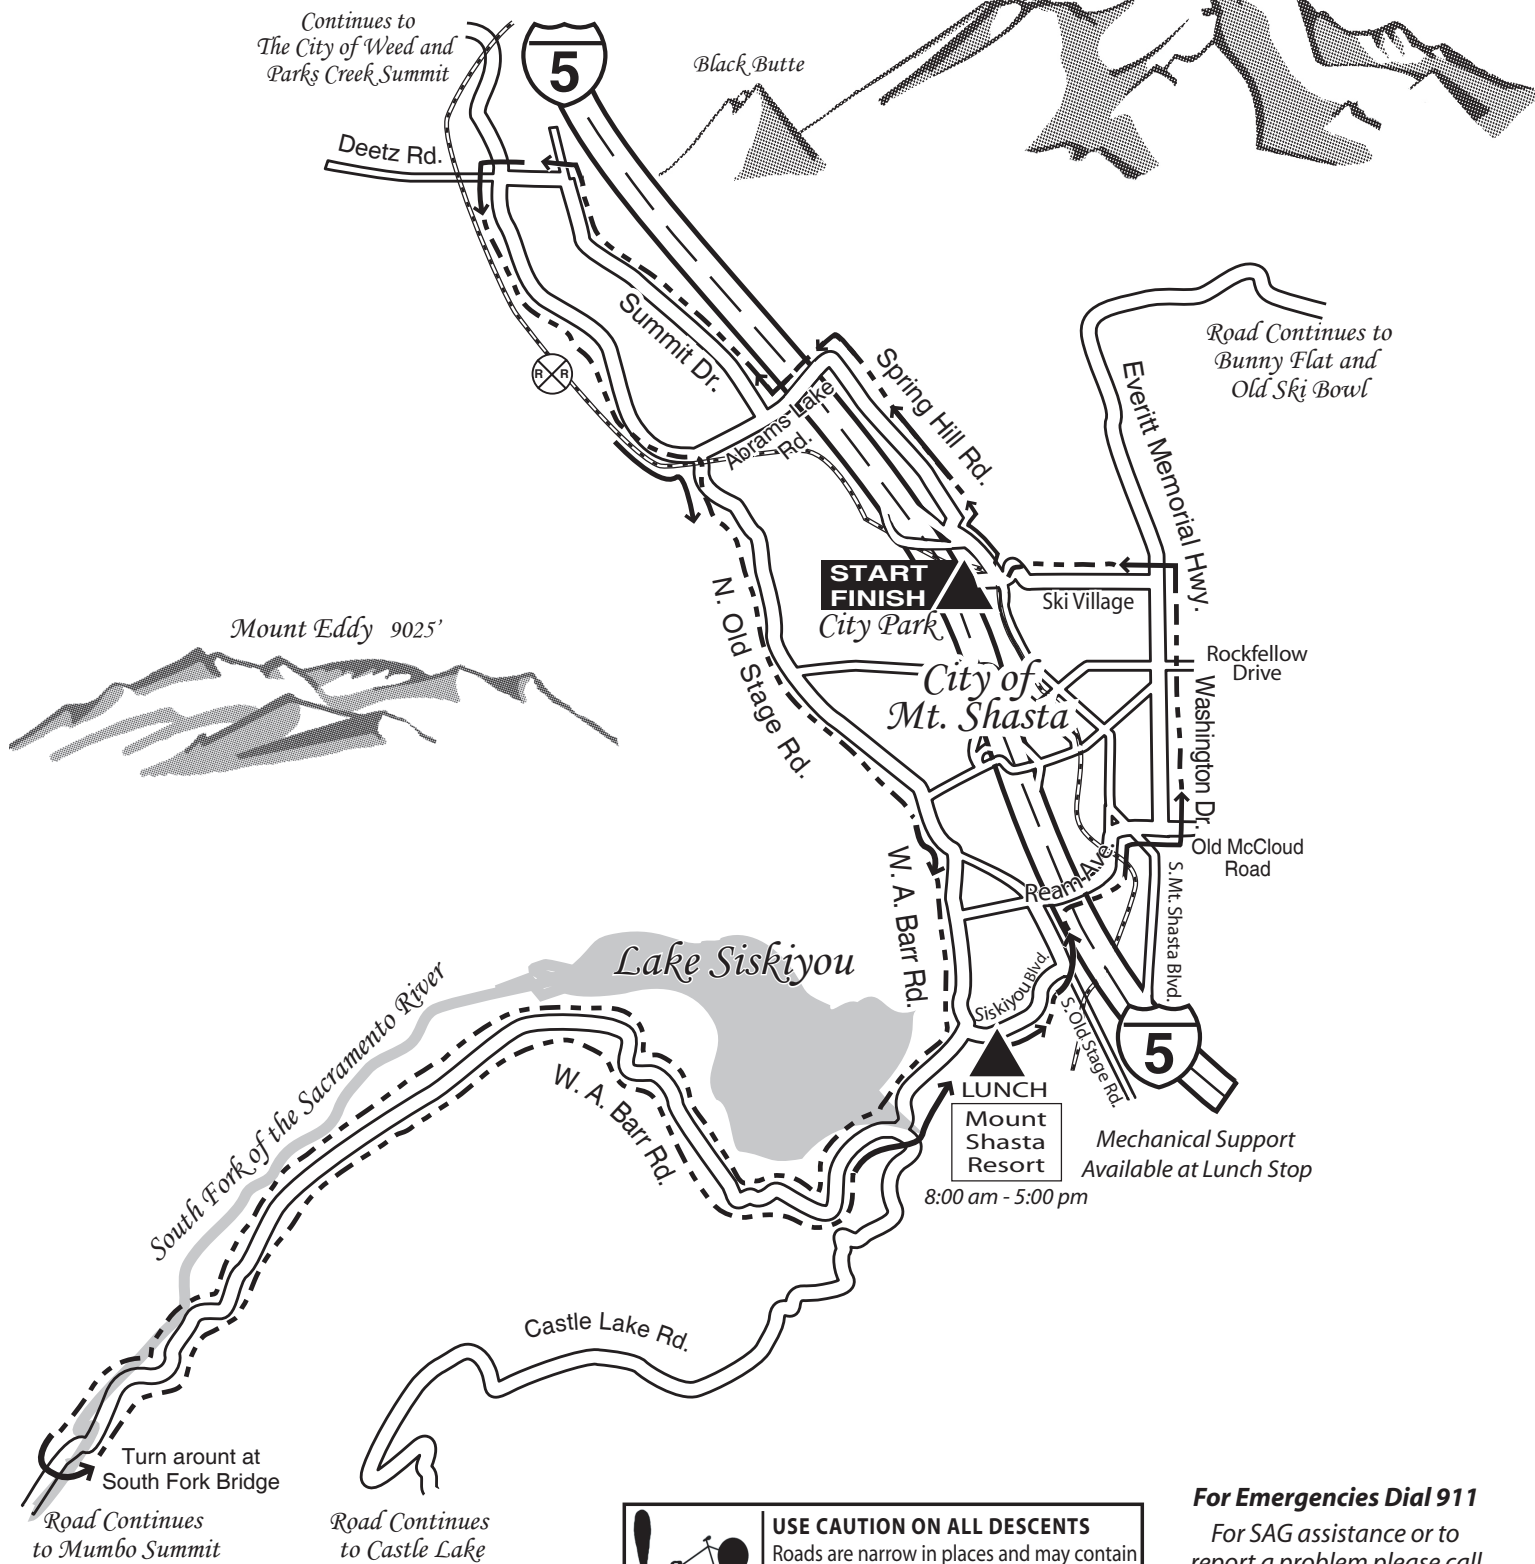 Continues to
The City of Weed and
Parks Creek Summit
5
Black Butte
Deetz Rd.
Summit Dr.
R R
Spring Hill Rd.
Abrams Lake
Rd.
Road Continues to
Bunny Flat and
Old Ski Bowl
Everitt Memorial Hwy.
START
FINISH
City Park
Ski Village
Mount Eddy 9025’
N. Old Stage Rd.
City of
Mt. Shasta
Rockfellow
Drive
Washington Dr.
Old McCloud
Road
Ream Ave.
W. A. Barr Rd.
S. Mt. Shasta Blvd.
Lake Siskiyou
Siskiyou Blvd.
S. Old Stage Rd.
5
South Fork of the Sacramento River
W. A. Barr Rd.
LUNCH
Mount
Shasta
Resort
8:00 am - 5:00 pm
Mechanical Support
Available at Lunch Stop
Castle Lake Rd.
Turn arount at
South Fork Bridge
Road Continues
to Mumbo Summit
Road Continues
to Castle Lake
USE CAUTION ON ALL DESCENTS
Roads are narrow in places and may contain
For Emergencies Dial 911
For SAG assistance or to
report a problem please call